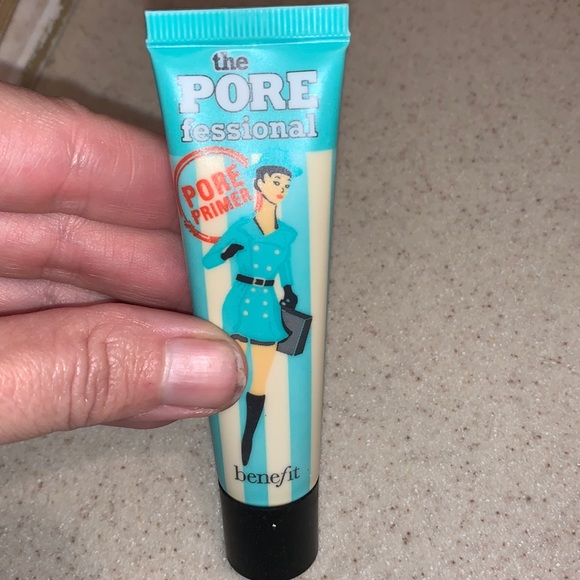 the
PORE
fessional
PORE
PRIMER
benefit